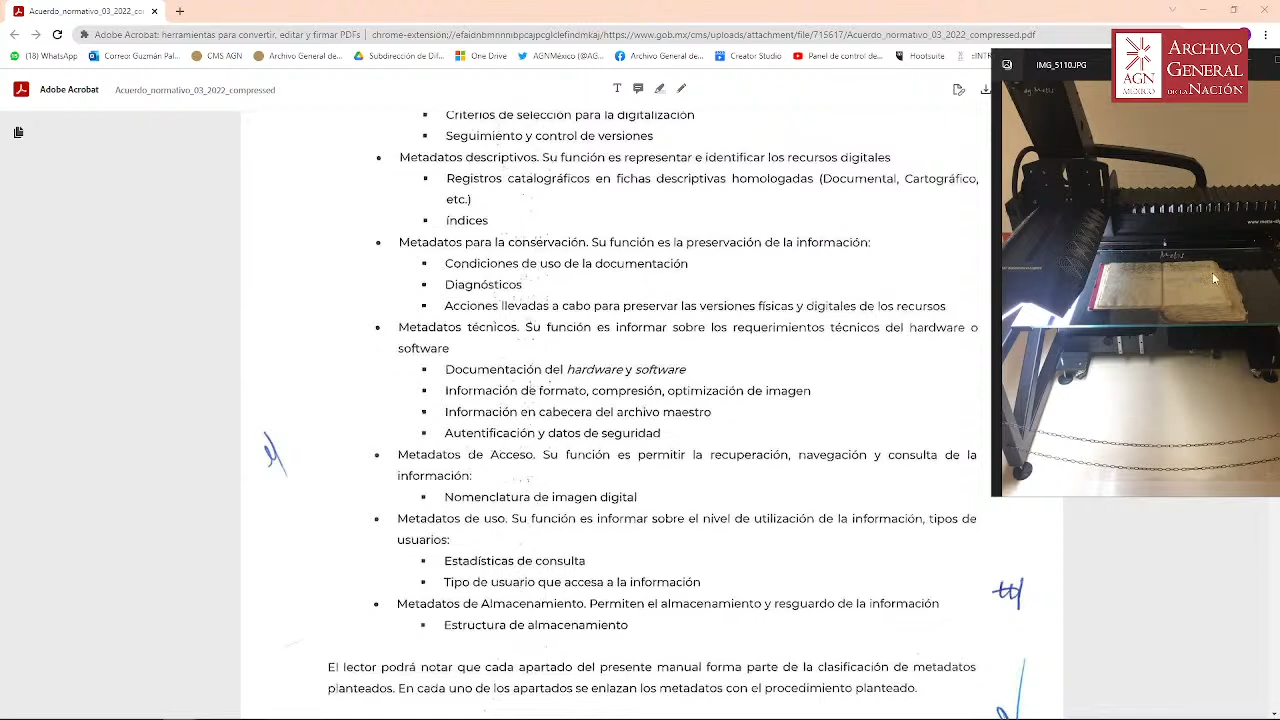 Acuerdo_normativo_03_2022_co
Adobe Acrobat: herramientas para convertir, editar y firmar PDFs | chrome-extension://efaidnbmnnnibpcajpcglclefindmkaj/https://www.gob.mx/cms/uploads/attachment/file/715617/Acuerdo_normativo_03_2022_compressed.pdf
(18) WhatsApp
Correo: Correo Guzmán Pal...
CMS AGN
Archivo General de...
Subdirección de Dif...
One Drive
AGNMéxico (@AG...
Archivo General de...
Creator Studio
Panel de control de...
Hootsuite
::INTR
Adobe Acrobat
Acuerdo_normativo_03_2022_compressed
IMG_5110.JPG
AGN
MÉXICO
ARCHIVO
GENERAL
DE LA NACIÓN
Metis
▪ Criterios de selección para la digitalización
▪ Seguimiento y control de versiones
• Metadatos descriptivos. Su función es representar e identificar los recursos digitales
▪ Registros catalográficos en fichas descriptivas homologadas (Documental, Cartográfico,
etc.)
▪ índices
• Metadatos para la conservación. Su función es la preservación de la información:
▪ Condiciones de uso de la documentación
▪ Diagnósticos
▪ Acciones llevadas a cabo para preservar las versiones físicas y digitales de los recursos
• Metadatos técnicos. Su función es informar sobre los requerimientos técnicos del hardware o
software
Documentación del hardware y software
▪ Información de formato, compresión, optimización de imagen
▪ Información en cabecera del archivo maestro
▪ Autentificación y datos de seguridad
• Metadatos de Acceso. Su función es permitir la recuperación, navegación y consulta de la
información:
▪ Nomenclatura de imagen digital
• Metadatos de uso. Su función es informar sobre el nivel de utilización de la información, tipos de
usuarios:
▪ Estadísticas de consulta
▪ Tipo de usuario que accesa a la información
• Metadatos de Almacenamiento. Permiten el almacenamiento y resguardo de la información
▪ Estructura de almacenamiento
El lector podrá notar que cada apartado del presente manual forma parte de la clasificación de metadatos
planteados. En cada uno de los apartados se enlazan los metadatos con el procedimiento planteado.